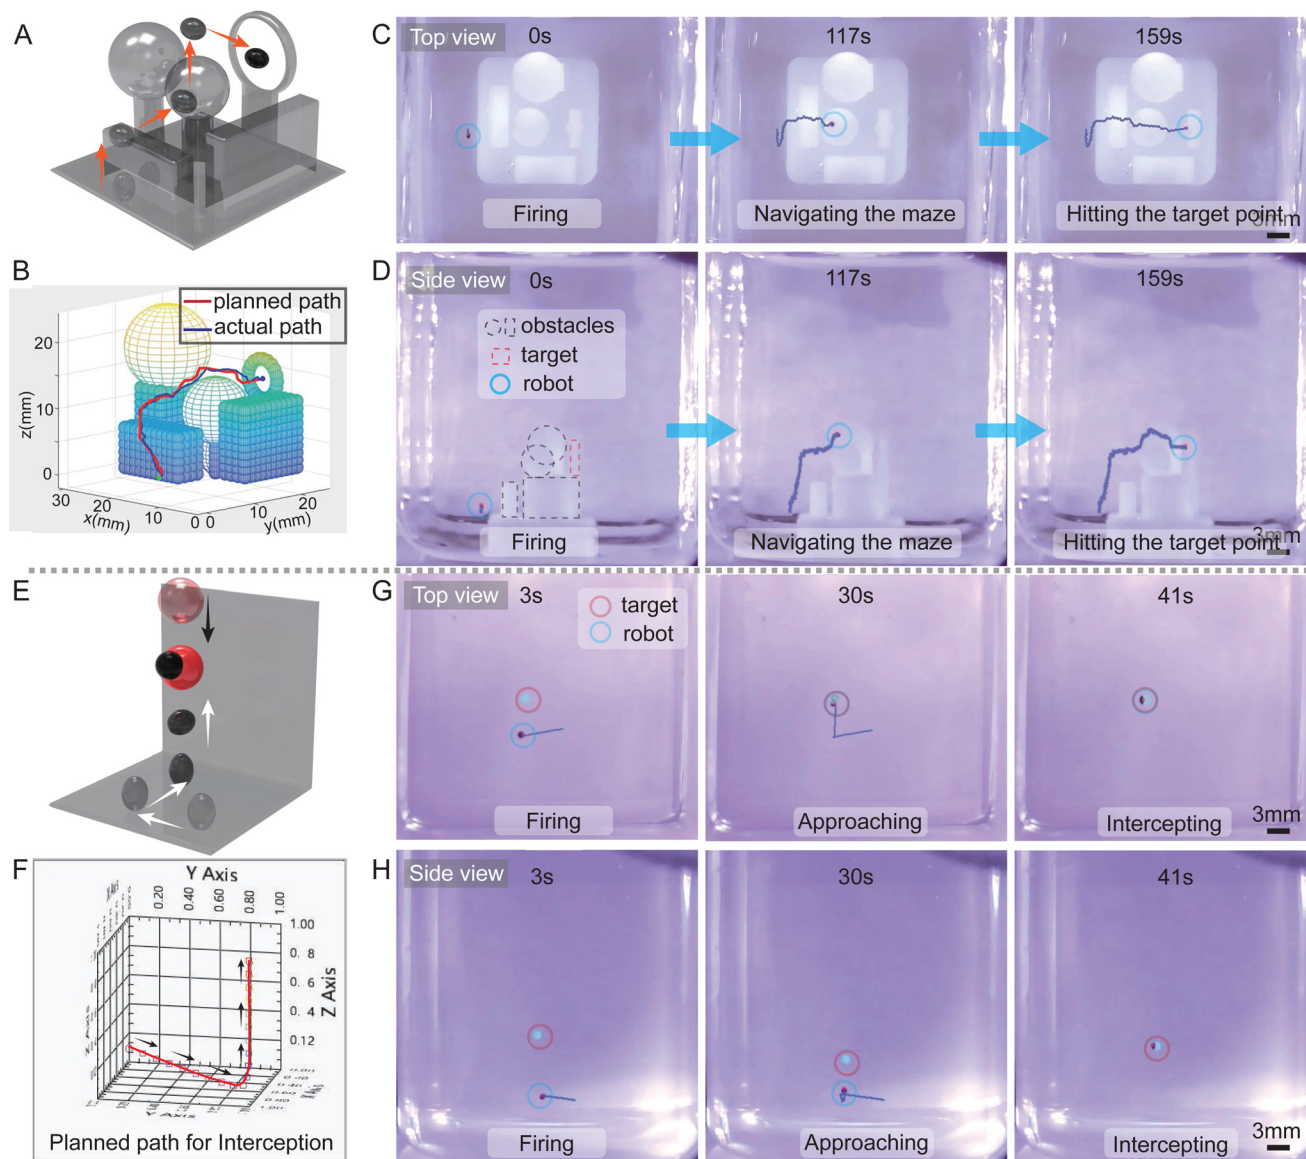 A
B
planned path
actual path
20
10
0
z(mm)
30
20
10
0
x(mm)
0
10
20
y(mm)
C
Top view
0s
117s
159s
Firing
Navigating the maze
Hitting the target point
D
Side view
0s
117s
159s
obstacles
target
robot
Firing
Navigating the maze
Hitting the target point
3mm
E
F
Y Axis
0.20
0.40
0.60
0.80
1.00
1.00
0. 8
0. 6
0. 4
0.12
Z Axis
Y Axis
Planned path for Interception
G
Top view
3s
30s
41s
target
robot
Firing
Approaching
Intercepting
3mm
H
Side view
3s
30s
41s
Firing
Approaching
Intercepting
3mm